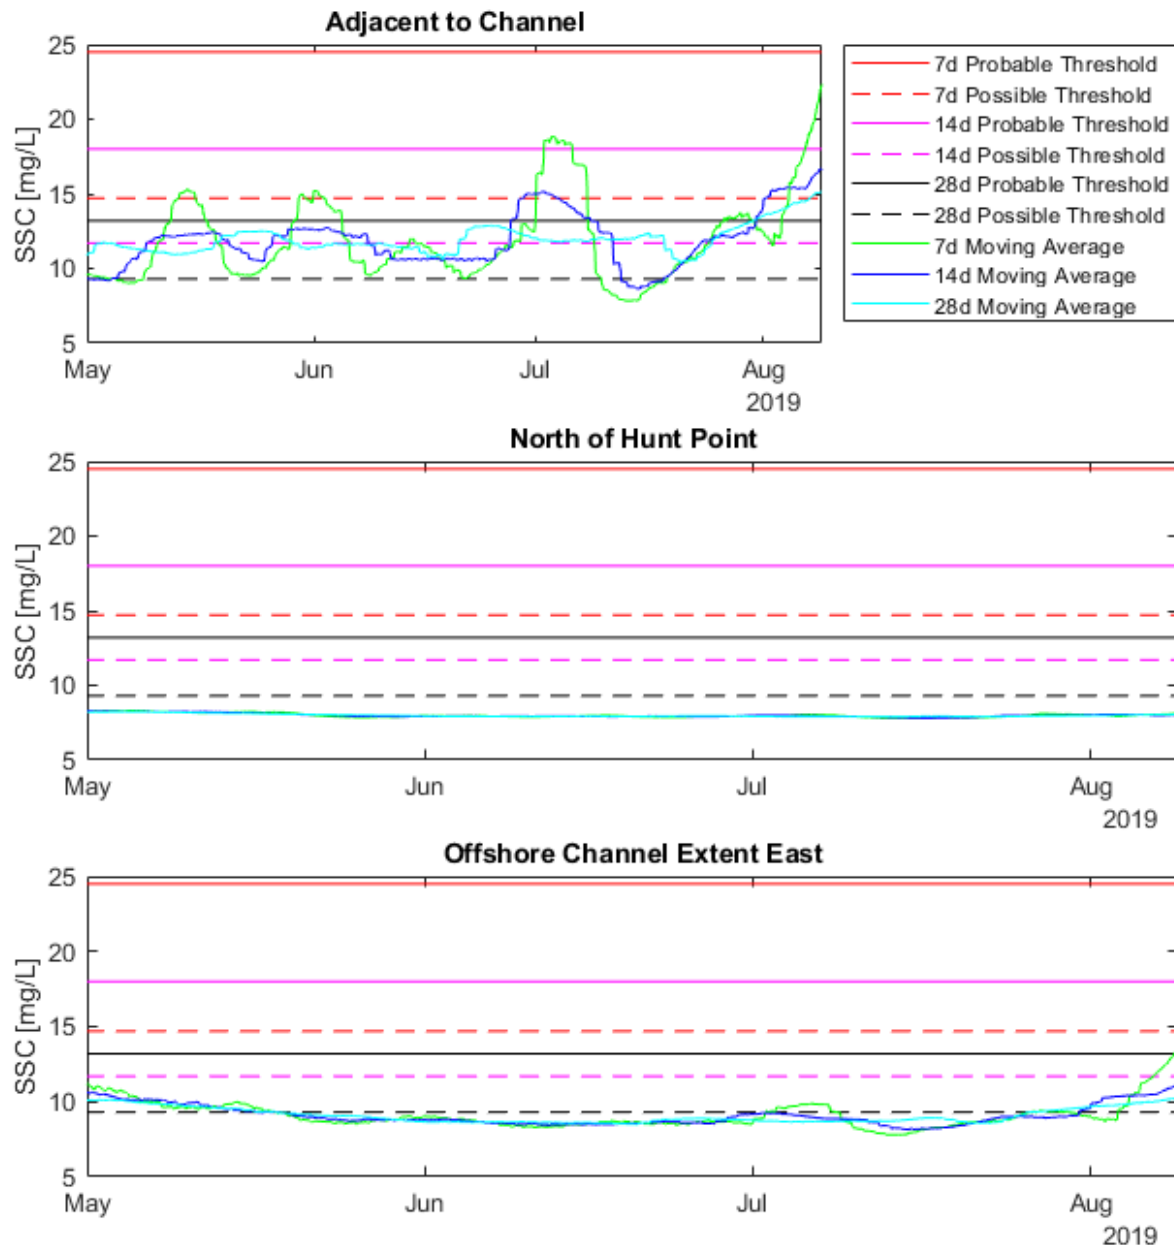 Adjacent to Channel
25
20
15
10
5
SSC [mg/L]
May Jun Jul Aug
2019
7d Probable Threshold
7d Possible Threshold
14d Probable Threshold
14d Possible Threshold
28d Probable Threshold
28d Possible Threshold
7d Moving Average
14d Moving Average
28d Moving Average
North of Hunt Point
25
20
15
10
5
SSC [mg/L]
May Jun Jul Aug
2019
Offshore Channel Extent East
25
20
15
10
5
SSC [mg/L]
May Jun Jul Aug
2019